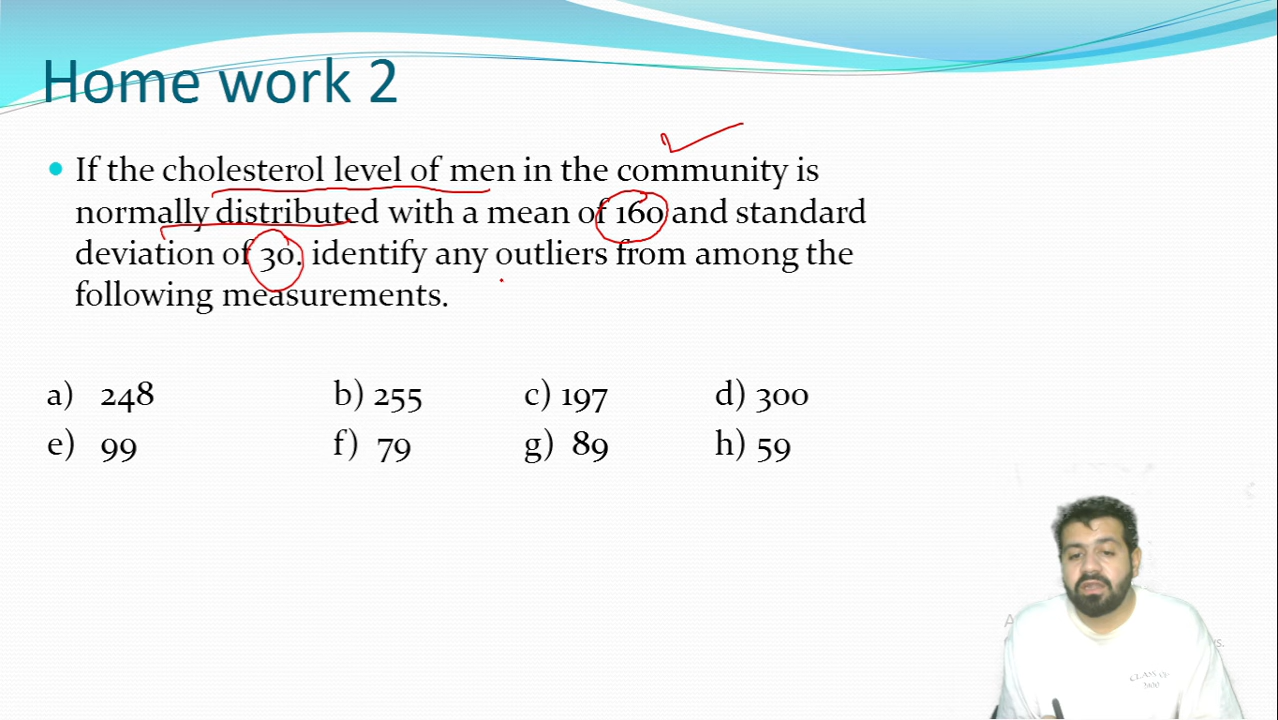 Home work 2
If the cholesterol level of men in the community is
normally distributed with a mean of 160 and standard
deviation of 30. identify any outliers from among the
following measurements.
a) 248 b) 255 c) 197 d) 300
e) 99 f) 79 g) 89 h) 59
CLASS OF